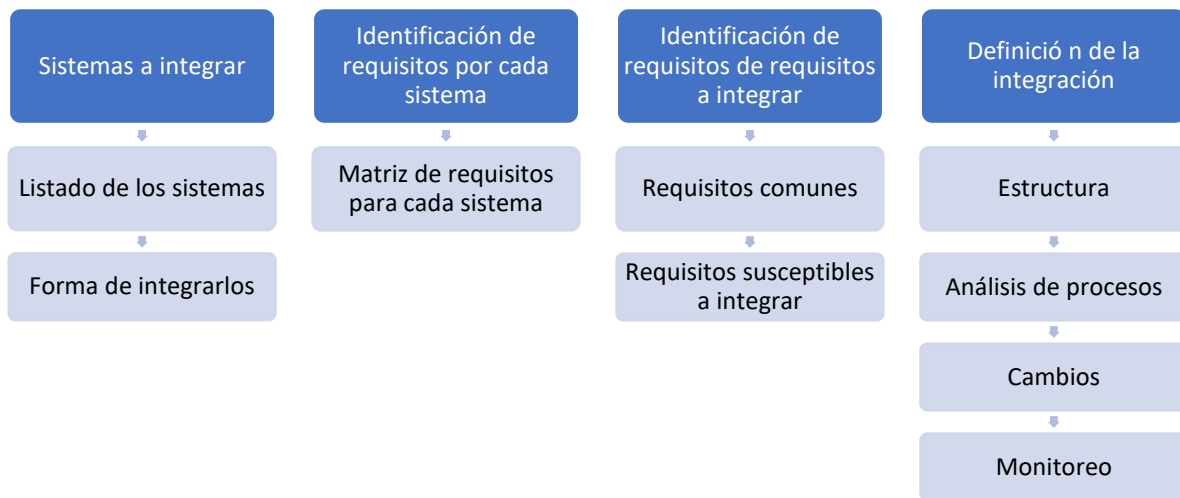 Sistemas a integrar
Listado de los sistemas
Forma de integrarlos
Identificación de
requisitos por cada
sistema
Matriz de requisitos
para cada sistema
Identificación de
requisitos de requisitos
a integrar
Requisitos comunes
Requisitos susceptibles
a integrar
Definició n de la
integración
Estructura
Análisis de procesos
Cambios
Monitoreo